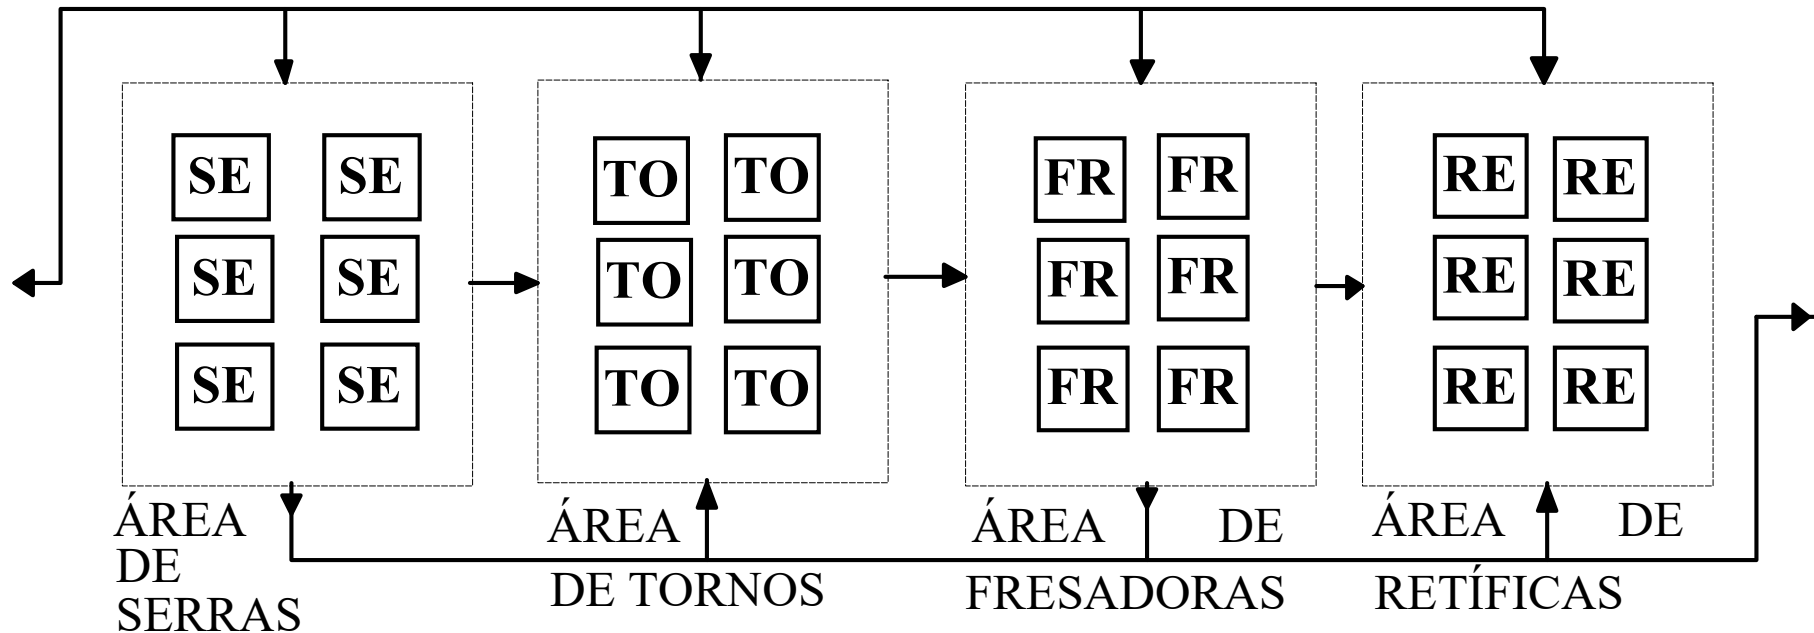 SE SE TO TO FR FR RE RE
SE SE TO TO FR FR RE RE
SE SE TO TO FR FR RE RE
ÁREA
DE
SERRAS
ÁREA
DE TORNOS
ÁREA DE
FRESADORAS
ÁREA DE
RETÍFICAS